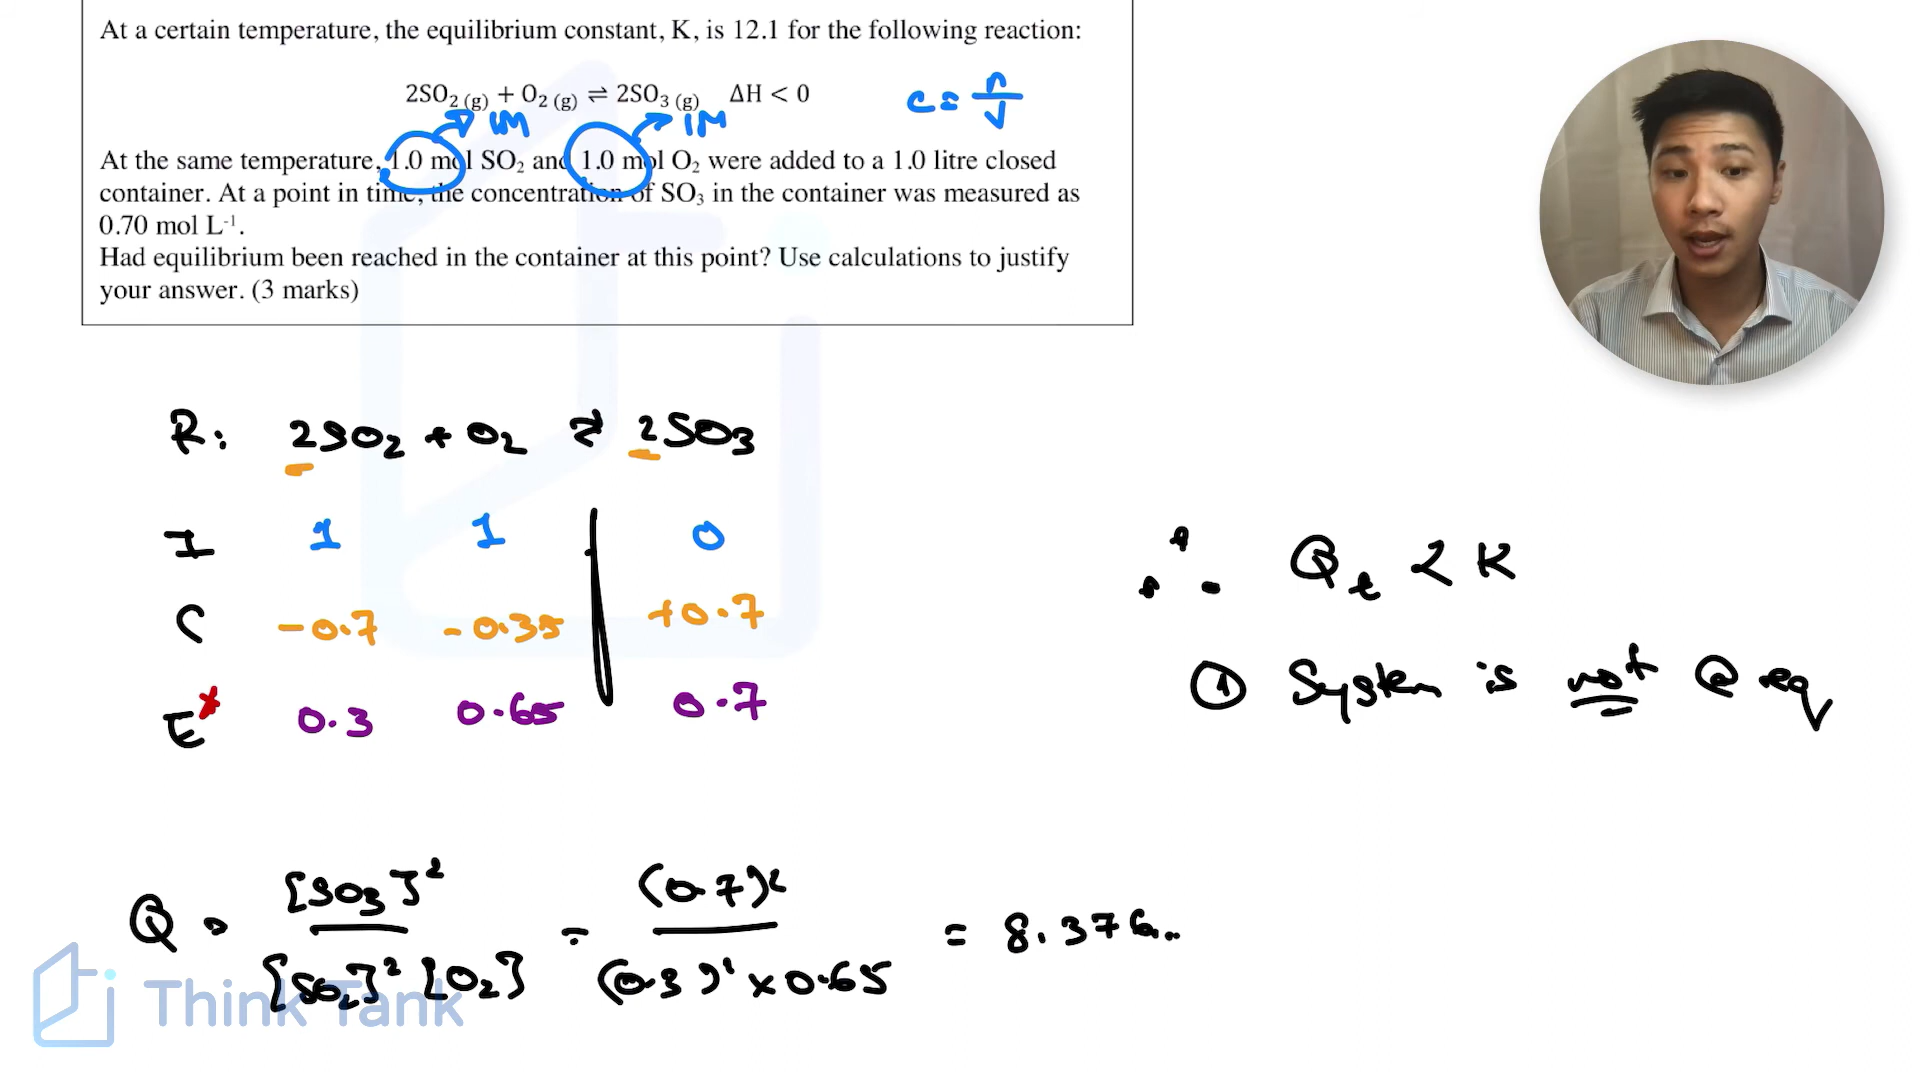 At a certain temperature, the equilibrium constant, K, is 12.1 for the following reaction:
2SO₂ (g) + O₂ (g) ⇌ 2SO₃ (g) ΔH < 0
c = n/V
1M 1M
At the same temperature, 1.0 mol SO₂ and 1.0 mol O₂ were added to a 1.0 litre closed
container. At a point in time, the concentration of SO₃ in the container was measured as
0.70 mol L⁻¹.
Had equilibrium been reached in the container at this point? Use calculations to justify
your answer. (3 marks)
R: 2SO₂ + O₂ ⇌ 2SO₃
I 1 1 0
C -0.7 -0.35 +0.7
E* 0.3 0.65 0.7
∴ Qt < K
① System is not @ eq
Q = [SO₃]² / [SO₂]² [O₂] = (0.7)² / (0.3)² × 0.65 = 8.376...
Think Tank